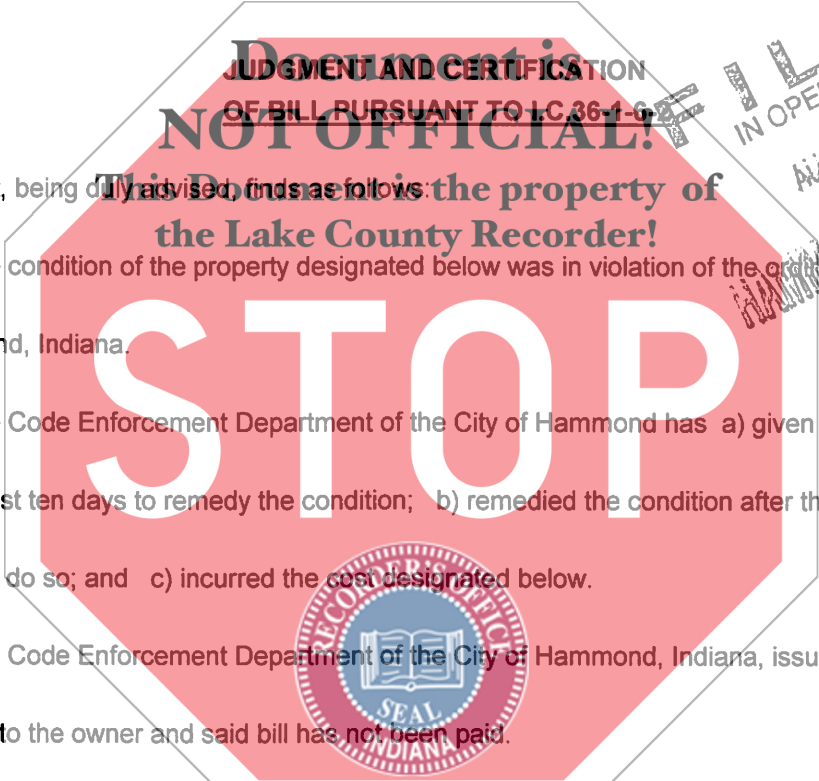 Document is
JUDGMENT AND CERTIFICATION
NOT OFFICIAL!
OF BILL PURSUANT TO I.C. 36-1-6-
FIL
IN OPE
, being duly advised, finds as follows:
This Document is the property of
the Lake County Recorder!
condition of the property designated below was in violation of the
nd, Indiana.
STOP
Code Enforcement Department of the City of Hammond has a) given
st ten days to remedy the condition; b) remedied the condition after th
do so; and c) incurred the cost designated below.
RECORDER'S OFFICE
Code Enforcement Department of the City of Hammond, Indiana, issu
SEAL
INDIANA
to the owner and said bill has not been paid.